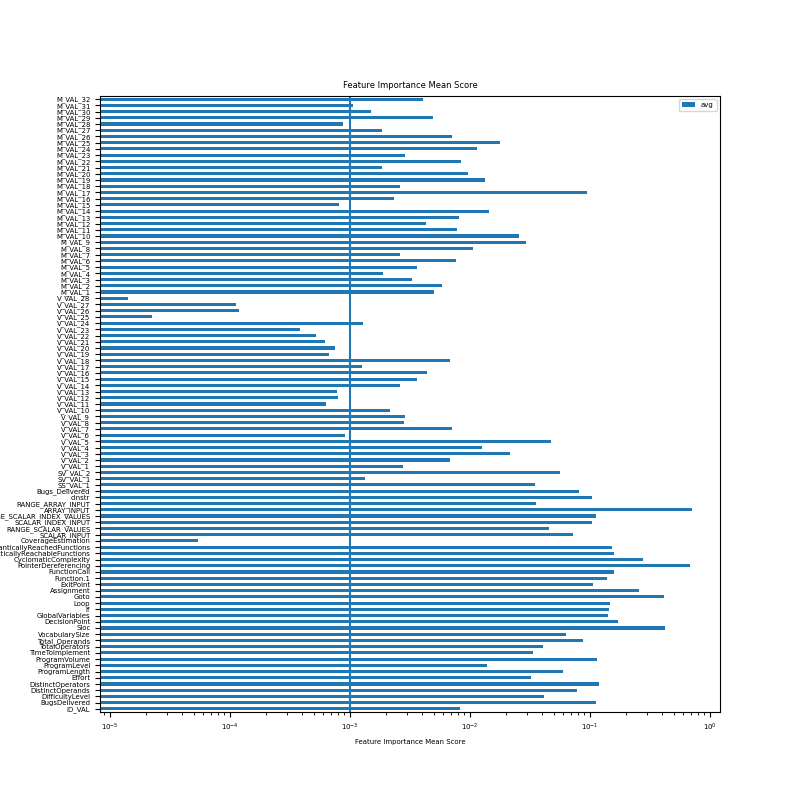 Feature Importance Mean Score
avg
M_VAL_32
M_VAL_31
M_VAL_30
M_VAL_29
M_VAL_28
M_VAL_27
M_VAL_26
M_VAL_25
M_VAL_24
M_VAL_23
M_VAL_22
M_VAL_21
M_VAL_20
M_VAL_19
M_VAL_18
M_VAL_17
M_VAL_16
M_VAL_15
M_VAL_14
M_VAL_13
M_VAL_12
M_VAL_11
M_VAL_10
M_VAL_9
M_VAL_8
M_VAL_7
M_VAL_6
M_VAL_5
M_VAL_4
M_VAL_3
M_VAL_2
M_VAL_1
V_VAL_28
V_VAL_27
V_VAL_26
V_VAL_25
V_VAL_24
V_VAL_23
V_VAL_22
V_VAL_21
V_VAL_20
V_VAL_19
V_VAL_18
V_VAL_17
V_VAL_16
V_VAL_15
V_VAL_14
V_VAL_13
V_VAL_12
V_VAL_11
V_VAL_10
V_VAL_9
V_VAL_8
V_VAL_7
V_VAL_6
V_VAL_5
V_VAL_4
V_VAL_3
V_VAL_2
V_VAL_1
SV_VAL_2
SV_VAL_1
SS_VAL_1
Bugs_Delivered
cinstr
RANGE_ARRAY_INPUT
ARRAY_INPUT
GE_SCALAR_INDEX_VALUES
SCALAR_INDEX_INPUT
RANGE_SCALAR_VALUES
SCALAR_INPUT
CoverageEstimation
anticallyReachedFunctions
ticallyReachableFunctions
CyclomaticComplexity
PointerDereferencing
FunctionCall
Function.1
ExitPoint
Assignment
Goto
Loop
If
GlobalVariables
DecisionPoint
Sloc
VocabularySize
Total_Operands
TotalOperators
TimeToImplement
ProgramVolume
ProgramLevel
ProgramLength
Effort
DistinctOperators
DistinctOperands
DifficultyLevel
BugsDelivered
ID_VAL
10⁻⁵ 10⁻⁴ 10⁻³ 10⁻² 10⁻¹ 10⁰
Feature Importance Mean Score